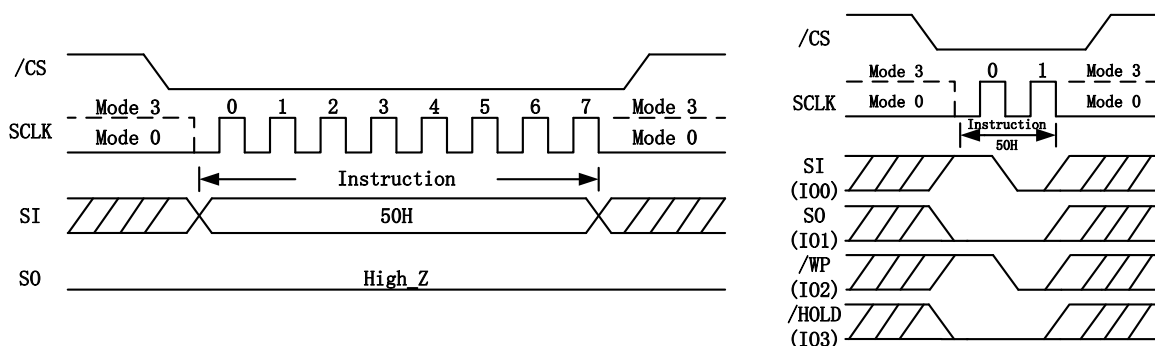 /CS
Mode 3 0 1 2 3 4 5 6 7 Mode 3
SCLK
Mode 0 Mode 0
Instruction
SI 50H
SO High_Z
/CS
Mode 3 0 1 Mode 3
SCLK
Mode 0 Mode 0
Instruction
50H
SI
(IO0)
SO
(IO1)
/WP
(IO2)
/HOLD
(IO3)